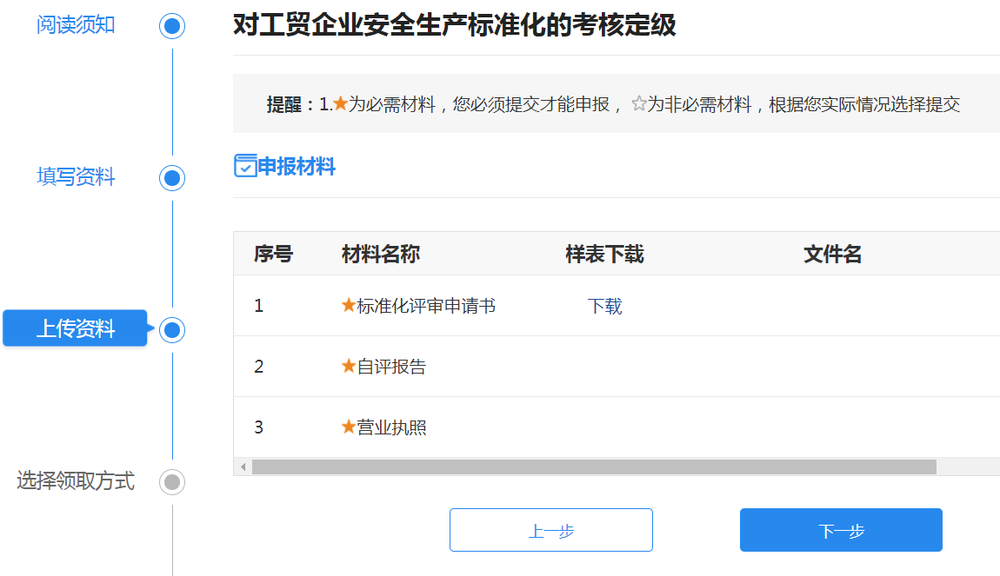 阅读须知
对工贸企业安全生产标准化的考核定级
提醒：1.★为必需材料，您必须提交才能申报， ☆为非必需材料，根据您实际情况选择提交
填写资料
申报材料
序号 材料名称 样表下载 文件名
1 ★标准化评审申请书 下载
上传资料
2 ★自评报告
3 ★营业执照
选择领取方式
上一步 下一步